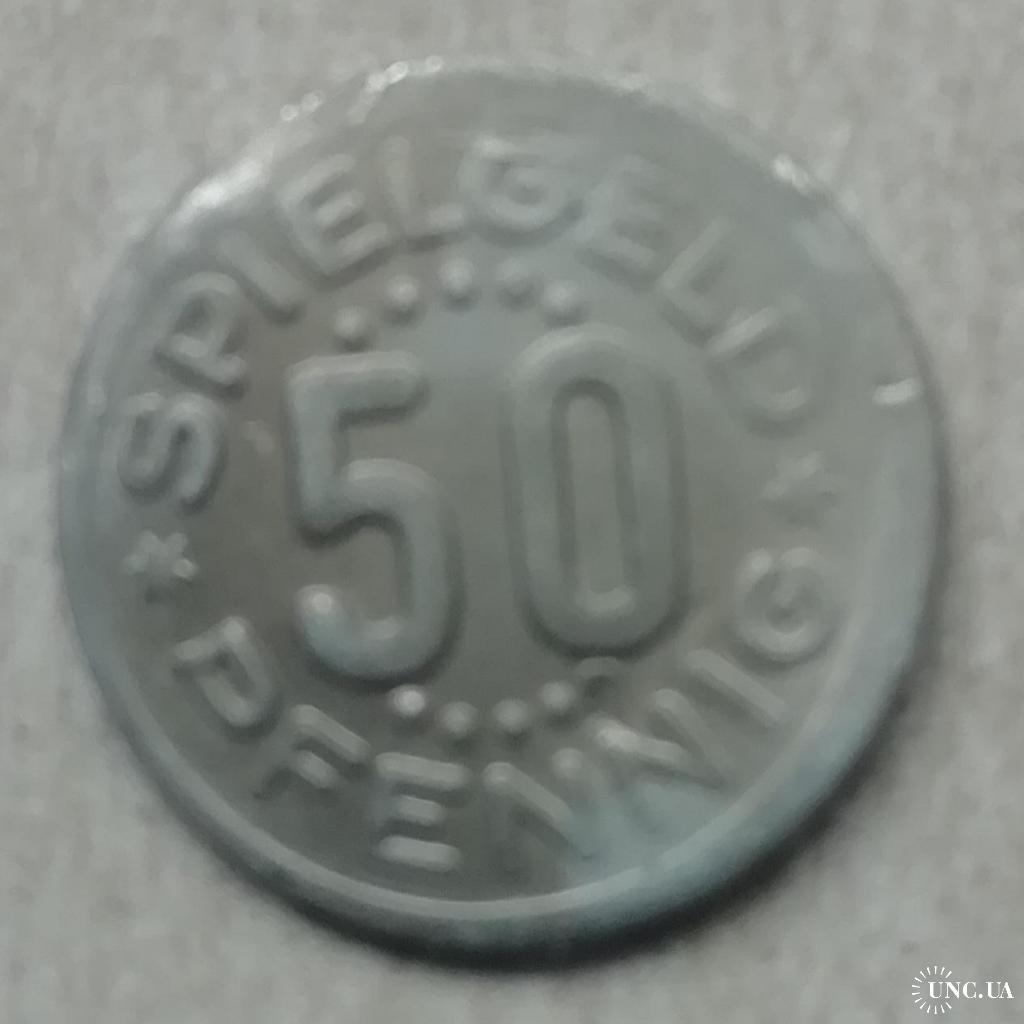 SPIELGELD
50
* PFENNIG *
UNC.UA